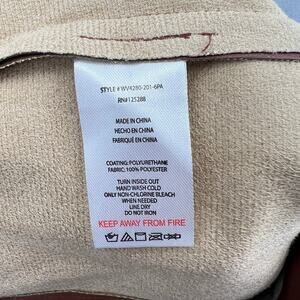 STYLE # WV4280-201-6PA
RN#125288
MADE IN CHINA
HECHO EN CHINA
FABRIQUÉ EN CHINA
COATING: POLYURETHANE
FABRIC: 100% POLYESTER
TURN INSIDE OUT
HAND WASH COLD
ONLY NON-CHLORINE BLEACH
WHEN NEEDED
LINE DRY
DO NOT IRON
KEEP AWAY FROM FIRE